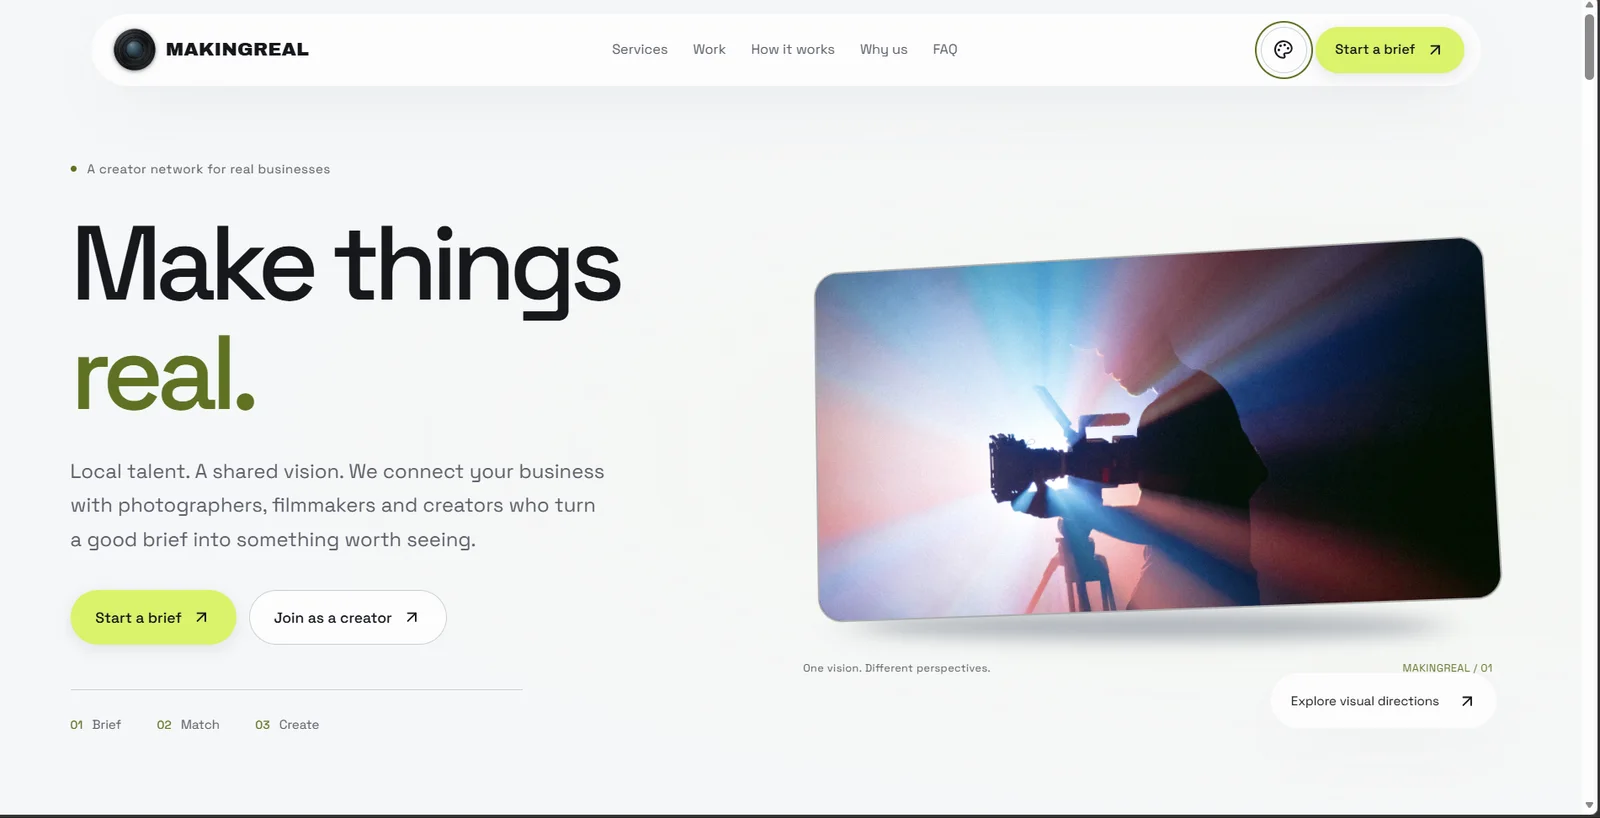 MAKINGREAL
Services
Work
How it works
Why us
FAQ
Start a brief
A creator network for real businesses
Make things
real.
Local talent. A shared vision. We connect your business
with photographers, filmmakers and creators who turn
a good brief into something worth seeing.
Start a brief
Join as a creator
01 Brief
02 Match
03 Create
One vision. Different perspectives.
MAKINGREAL / 01
Explore visual directions